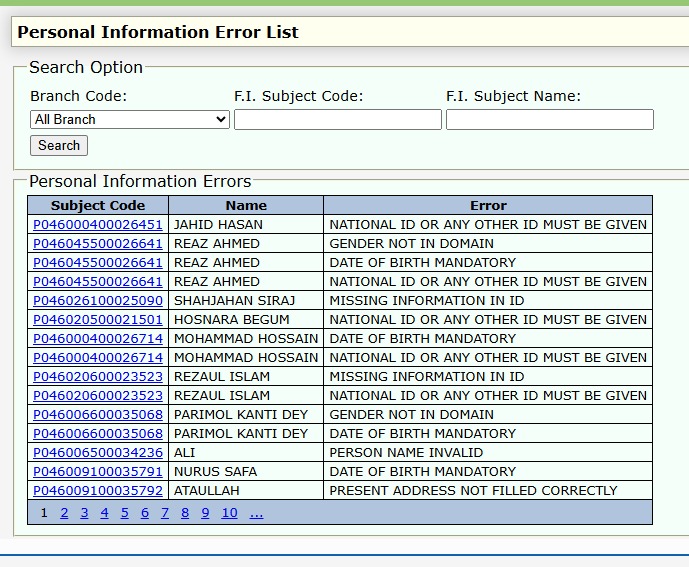 Personal Information Error List
Search Option
Branch Code: F.I. Subject Code: F.I. Subject Name:
All Branch
Search
Personal Information Errors
Subject Code Name Error
P046000400026451 JAHID HASAN NATIONAL ID OR ANY OTHER ID MUST BE GIVEN
P046045500026641 REAZ AHMED GENDER NOT IN DOMAIN
P046045500026641 REAZ AHMED DATE OF BIRTH MANDATORY
P046045500026641 REAZ AHMED NATIONAL ID OR ANY OTHER ID MUST BE GIVEN
P046026100025090 SHAHJAHAN SIRAJ MISSING INFORMATION IN ID
P046020500021501 HOSNARA BEGUM NATIONAL ID OR ANY OTHER ID MUST BE GIVEN
P046000400026714 MOHAMMAD HOSSAIN DATE OF BIRTH MANDATORY
P046000400026714 MOHAMMAD HOSSAIN NATIONAL ID OR ANY OTHER ID MUST BE GIVEN
P046020600023523 REZAUL ISLAM MISSING INFORMATION IN ID
P046020600023523 REZAUL ISLAM NATIONAL ID OR ANY OTHER ID MUST BE GIVEN
P046006600035068 PARIMOL KANTI DEY GENDER NOT IN DOMAIN
P046006600035068 PARIMOL KANTI DEY DATE OF BIRTH MANDATORY
P046006500034236 ALI PERSON NAME INVALID
P046009100035791 NURUS SAFA DATE OF BIRTH MANDATORY
P046009100035792 ATAULLAH PRESENT ADDRESS NOT FILLED CORRECTLY
1 2 3 4 5 6 7 8 9 10 ...